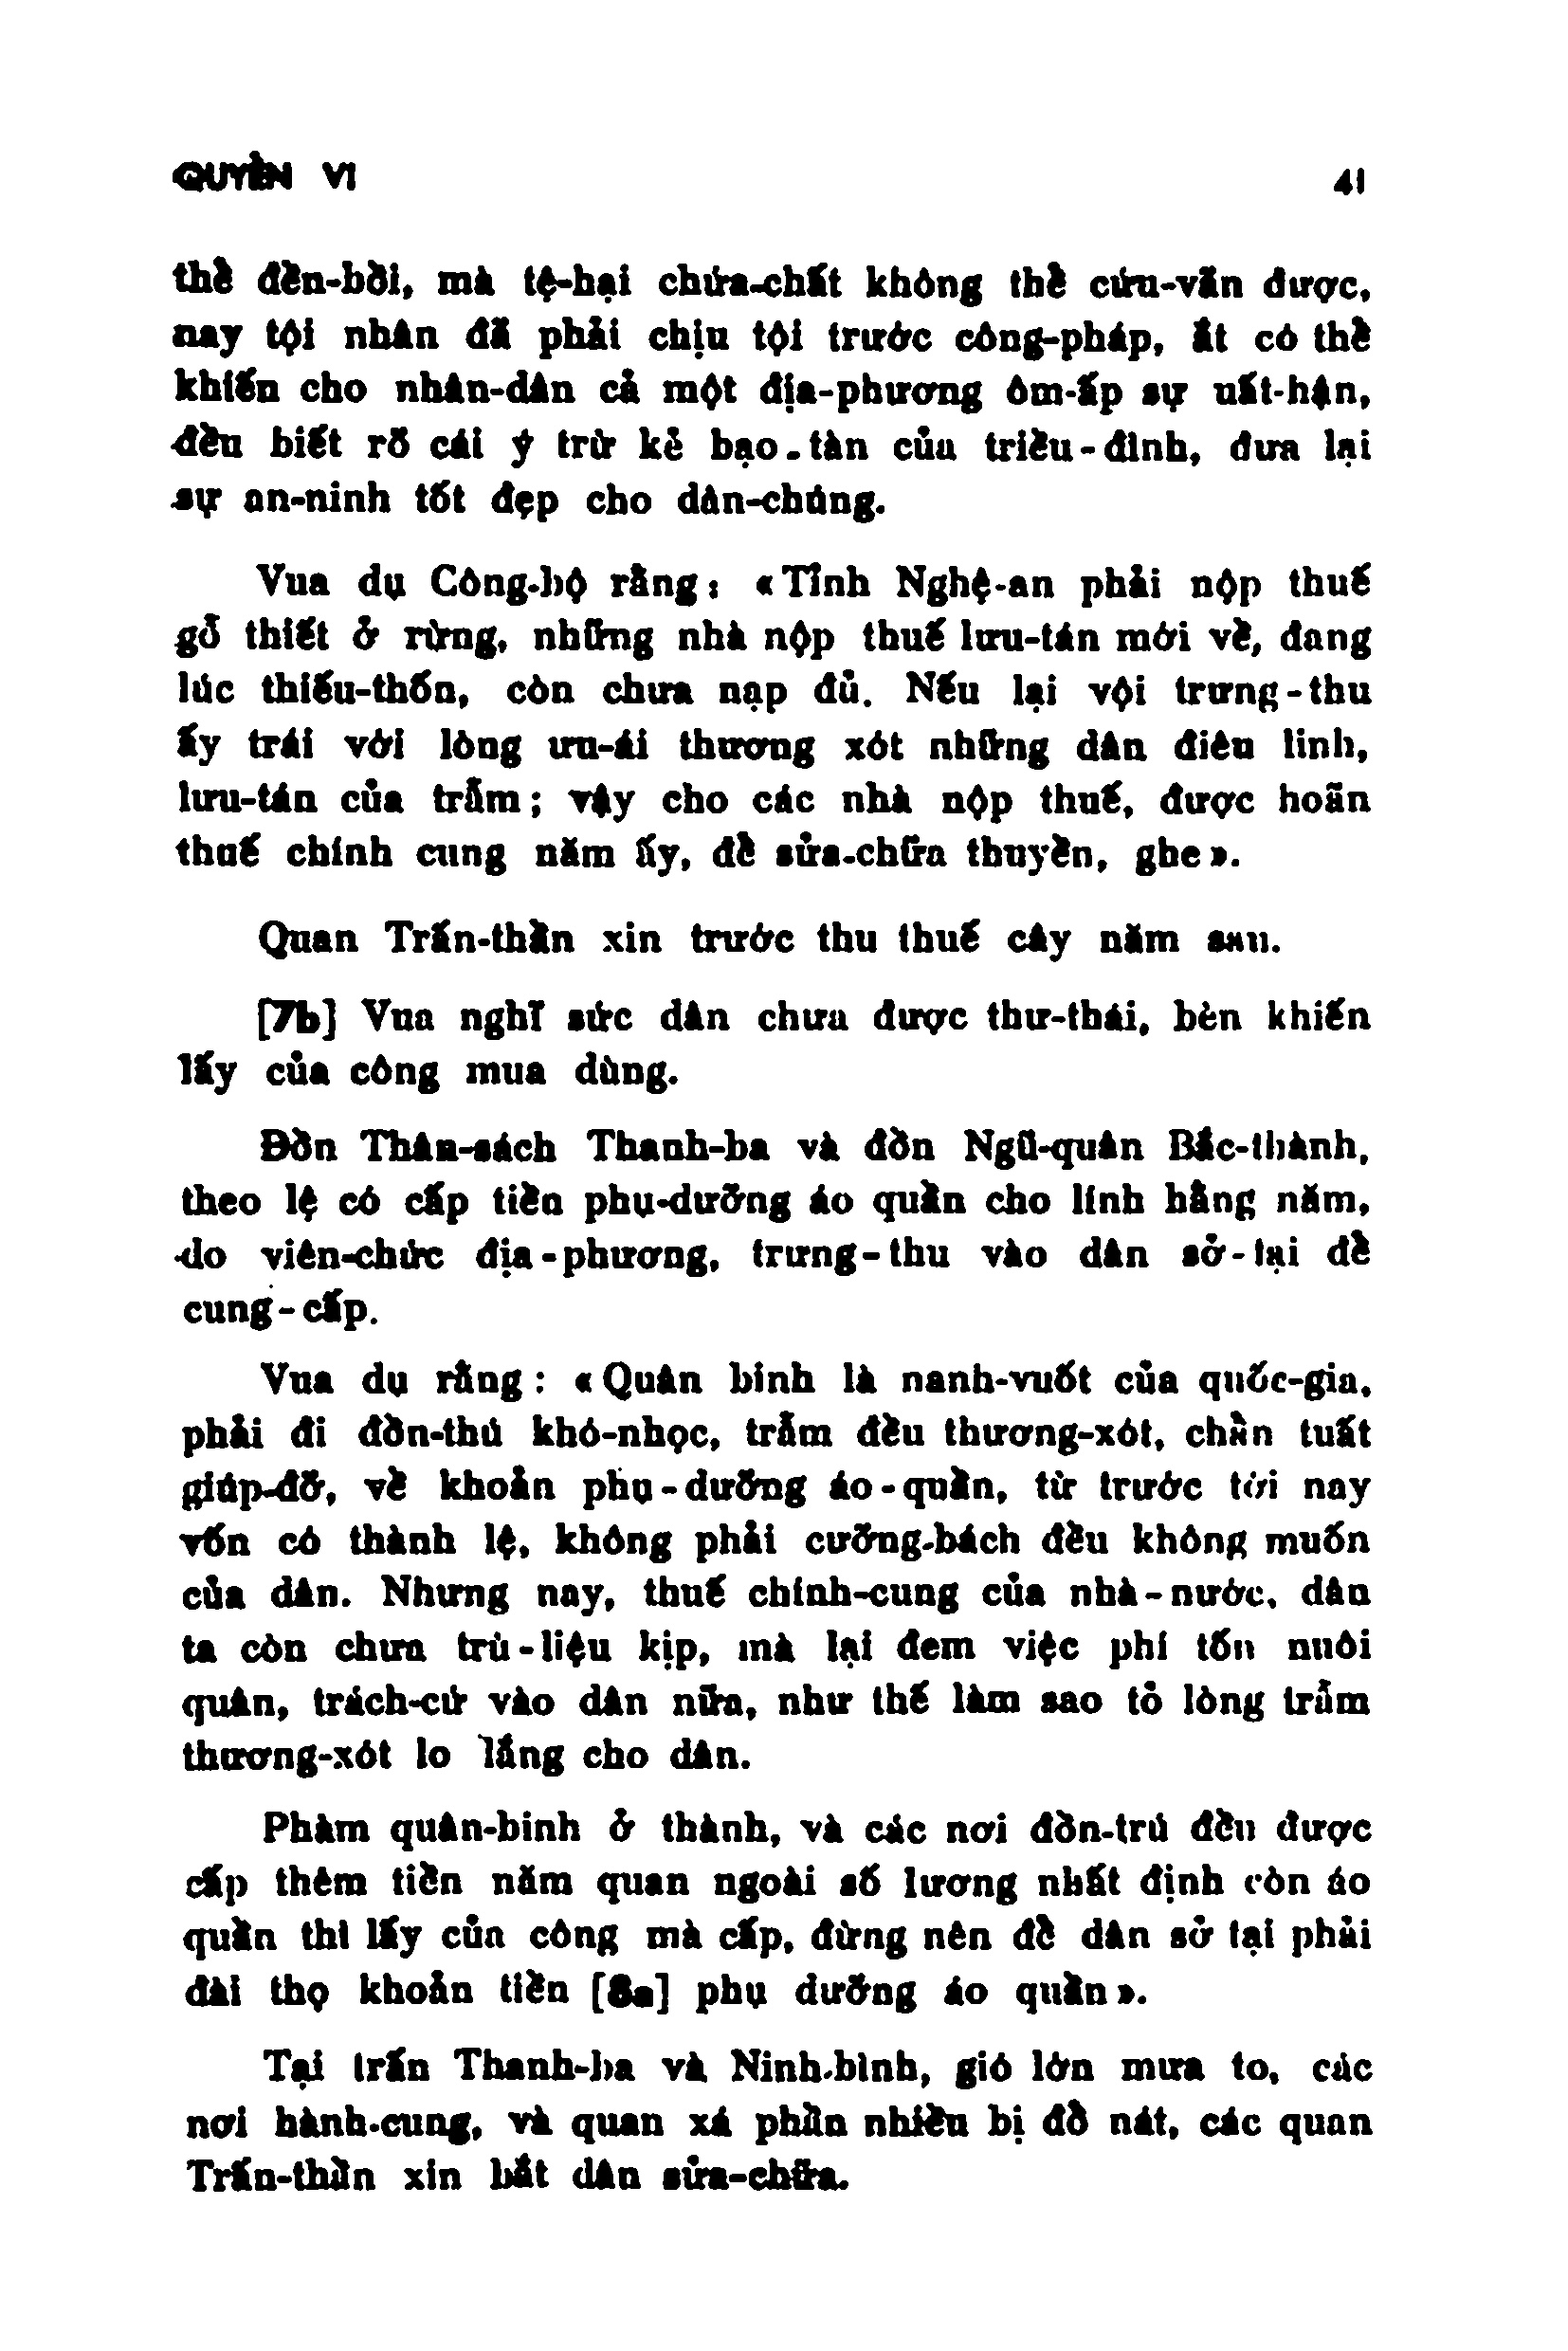 QUYỂN VI 41
thể đền-bồi, mà tệ-hại chứa-chất không thể cứu-vãn được,
nay tội nhân đã phải chịu tội trước công-pháp, ắt có thể
khiến cho nhân-dân cả một địa-phương ôm-ấp sự uất-hận,
đều biết rõ cái ý trừ kẻ bạo-tàn của triều-đình, đưa lại
sự an-ninh tốt đẹp cho dân-chúng.
Vua dụ Công-bộ rằng : « Tỉnh Nghệ-an phải nộp thuế
gỗ thiết ở rừng, những nhà nộp thuế lưu-tán mới về, đang
lúc thiếu-thốn, còn chưa nạp đủ. Nếu lại vội trưng-thu
ấy trái với lòng ưu-ái thương xót những dân điêu linh,
lưu-tán của trẫm ; vậy cho các nhà nộp thuế, được hoãn
thuế chính cung năm ấy, để sửa-chữa thuyền, ghe ».
Quan Trấn-thần xin trước thu thuế cây năm sau.
[7b] Vua nghĩ sức dân chưa được thư-thái, bèn khiến
lấy của công mua dùng.
Đồn Thân-sách Thanh-ba và đồn Ngũ-quân Bắc-thành,
theo lệ có cấp tiền phụ-dưỡng áo quần cho lính hằng năm,
do viên-chức địa-phương, trưng-thu vào dân sở-tại để
cung-cấp.
Vua dụ rằng : « Quân binh là nanh-vuốt của quốc-gia,
phải đi đồn-thú khó-nhọc, trẫm đều thương-xót, chẩn tuất
giúp-đỡ, về khoản phụ-dưỡng áo-quần, từ trước tới nay
vốn có thành lệ, không phải cưỡng-bách đều không muốn
của dân. Nhưng nay, thuế chính-cung của nhà-nước, dân
ta còn chưa trù-liệu kịp, mà lại đem việc phí tổn nuôi
quân, trách-cứ vào dân nữa, như thế làm sao tỏ lòng trẫm
thương-xót lo lắng cho dân.
Phàm quân-binh ở thành, và các nơi đồn-trú đều được
cấp thêm tiền năm quan ngoài số lương nhất định còn áo
quần thì lấy của công mà cấp, đừng nên để dân sở tại phải
đài thọ khoản tiền [8a] phụ dưỡng áo quần ».
Tại trấn Thanh-ba và Ninh-bình, gió lớn mưa to, các
nơi hành-cung, và quan xá phần nhiều bị đổ nát, các quan
Trấn-thần xin bắt dân sửa-chữa.